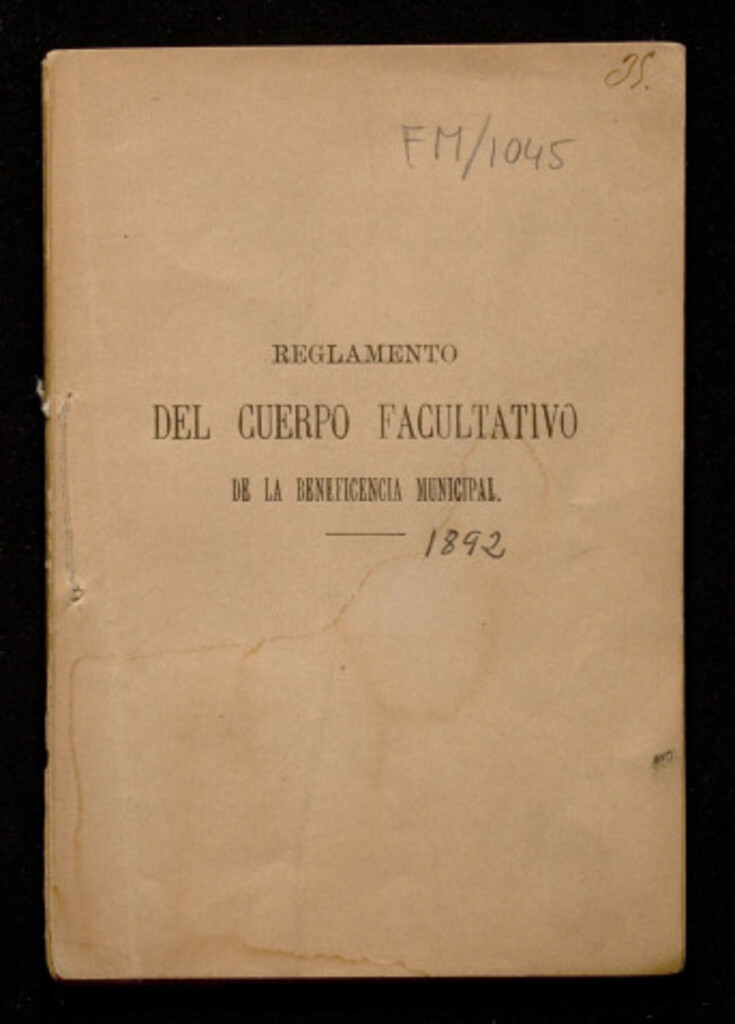 35.
FM/1045
REGLAMENTO
DEL CUERPO FACULTATIVO
DE LA BENEFICENCIA MUNICIPAL.
1892